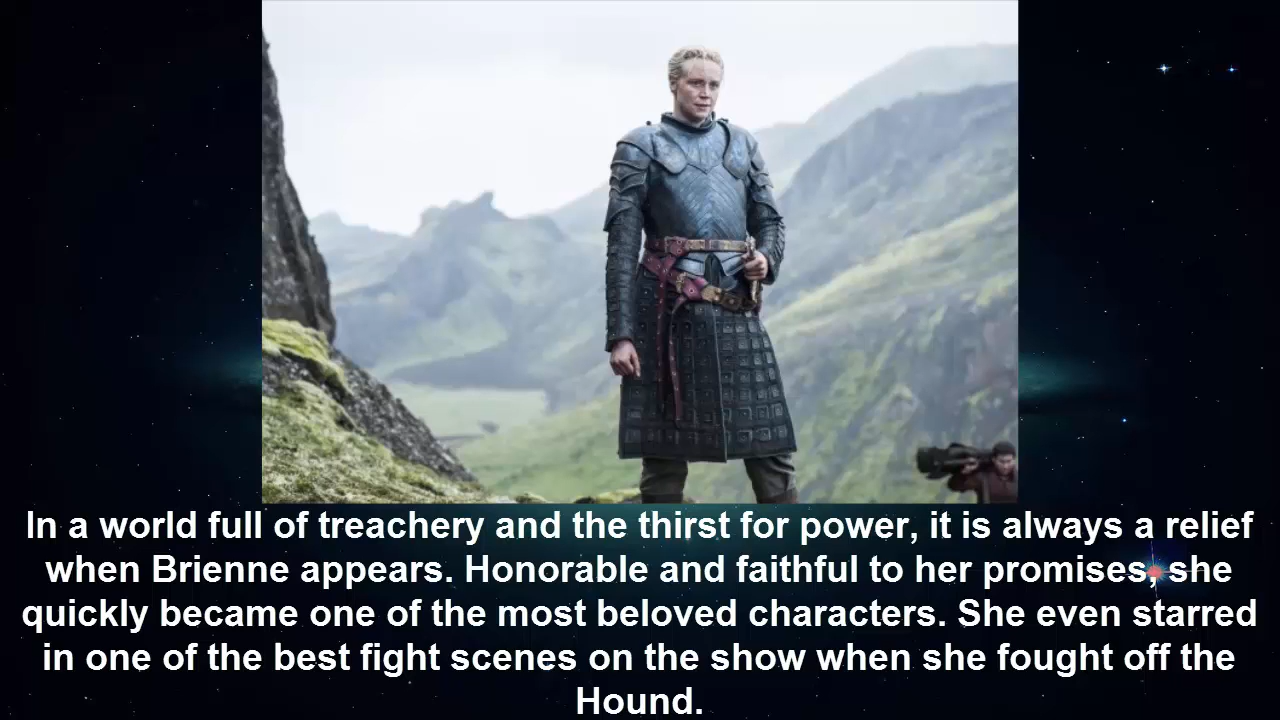 In a world full of treachery and the thirst for power, it is always a relief
when Brienne appears. Honorable and faithful to her promises, she
quickly became one of the most beloved characters. She even starred
in one of the best fight scenes on the show when she fought off the
Hound.